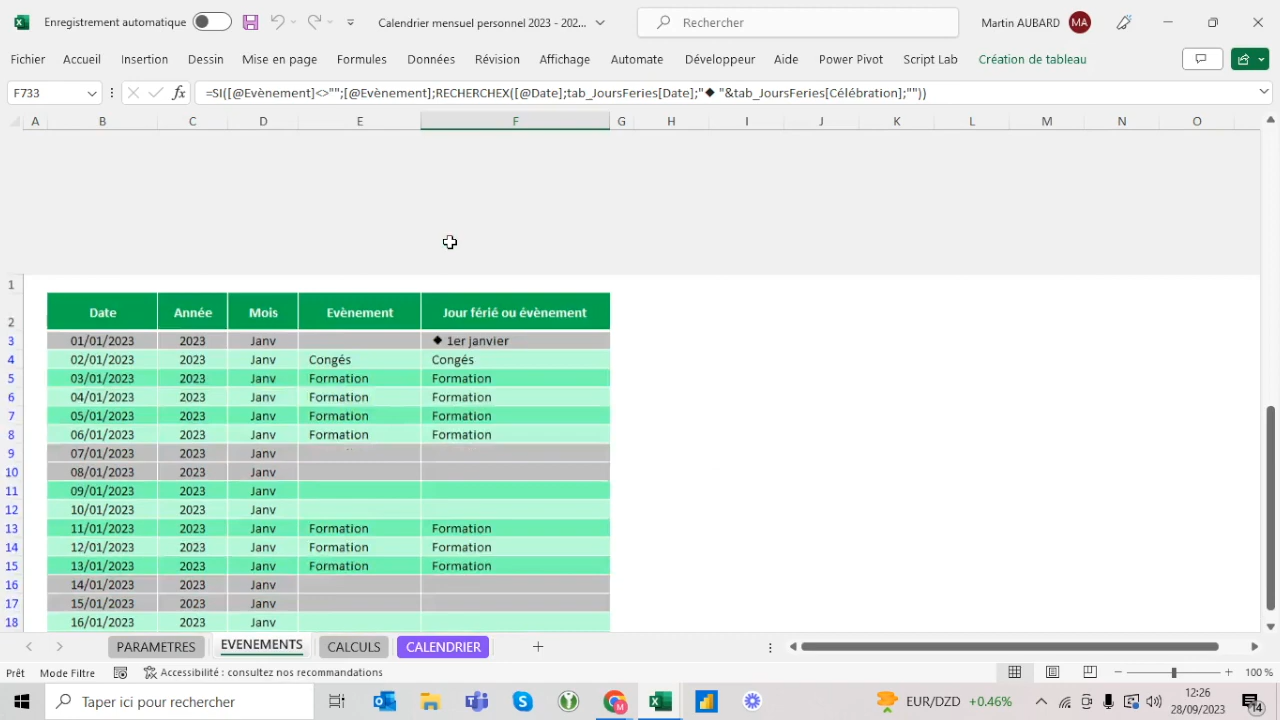 Enregistrement automatique
Calendrier mensuel personnel 2023 - 202...
Rechercher
Martin AUBARD MA
Fichier Accueil Insertion Dessin Mise en page Formules Données Révision Affichage Automate Développeur Aide Power Pivot Script Lab Création de tableau
F733 fx =SI([@Evènement]<>"";[@Evènement];RECHERCHEX([@Date];tab_JoursFeries[Date];"◆ "&tab_JoursFeries[Célébration];""))
A B C D E F G H I J K L M N O
1
2 Date Année Mois Evènement Jour férié ou évènement
3 01/01/2023 2023 Janv ◆ 1er janvier
4 02/01/2023 2023 Janv Congés Congés
5 03/01/2023 2023 Janv Formation Formation
6 04/01/2023 2023 Janv Formation Formation
7 05/01/2023 2023 Janv Formation Formation
8 06/01/2023 2023 Janv Formation Formation
9 07/01/2023 2023 Janv
10 08/01/2023 2023 Janv
11 09/01/2023 2023 Janv
12 10/01/2023 2023 Janv
13 11/01/2023 2023 Janv Formation Formation
14 12/01/2023 2023 Janv Formation Formation
15 13/01/2023 2023 Janv Formation Formation
16 14/01/2023 2023 Janv
17 15/01/2023 2023 Janv
18 16/01/2023 2023 Janv
PARAMETRES EVENEMENTS CALCULS CALENDRIER
Prêt Mode Filtre Accessibilité : consultez nos recommandations 100 %
Taper ici pour rechercher
EUR/DZD +0.46%
12:26
28/09/2023
14